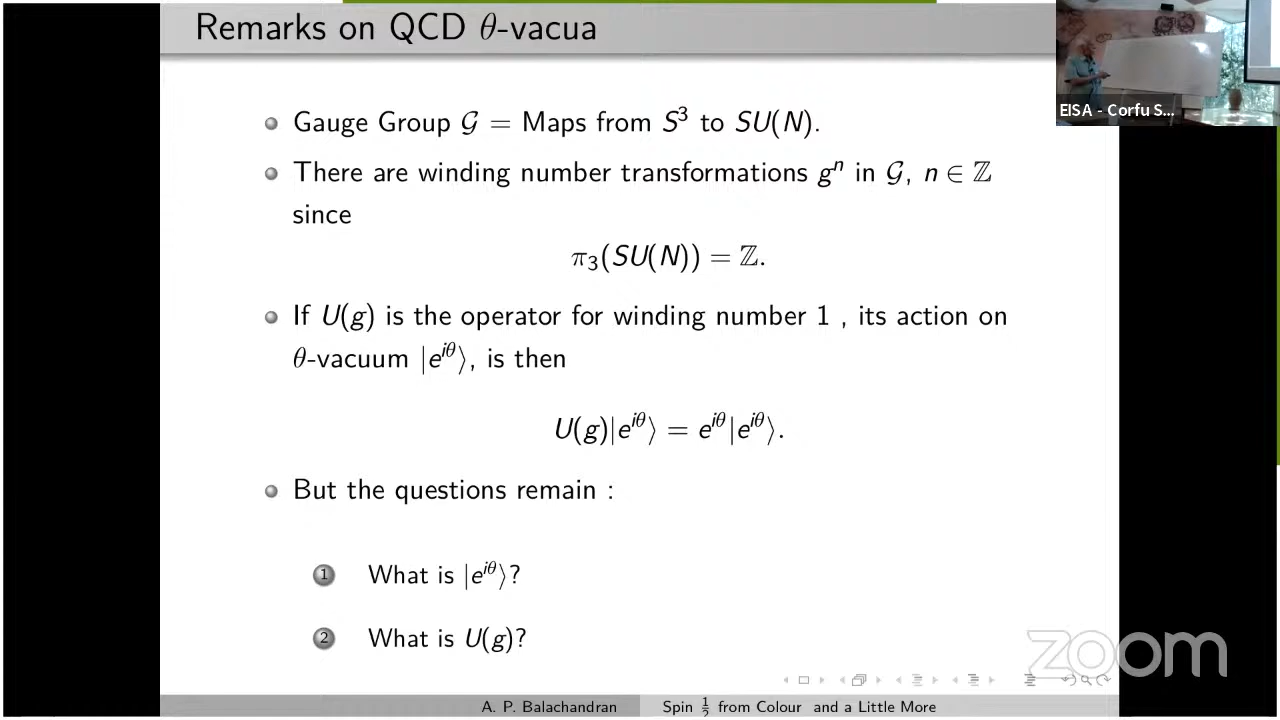 Remarks on QCD θ-vacua
EISA - Corfu S...
Gauge Group 𝒢 = Maps from S³ to SU(N).
There are winding number transformations gⁿ in 𝒢, n ∈ ℤ
since
π₃(SU(N)) = ℤ.
If U(g) is the operator for winding number 1 , its action on
θ-vacuum |e^{iθ}⟩, is then
U(g)|e^{iθ}⟩ = e^{iθ}|e^{iθ}⟩.
But the questions remain :
1 What is |e^{iθ}⟩?
2 What is U(g)?
zoom
A. P. Balachandran Spin ½ from Colour and a Little More